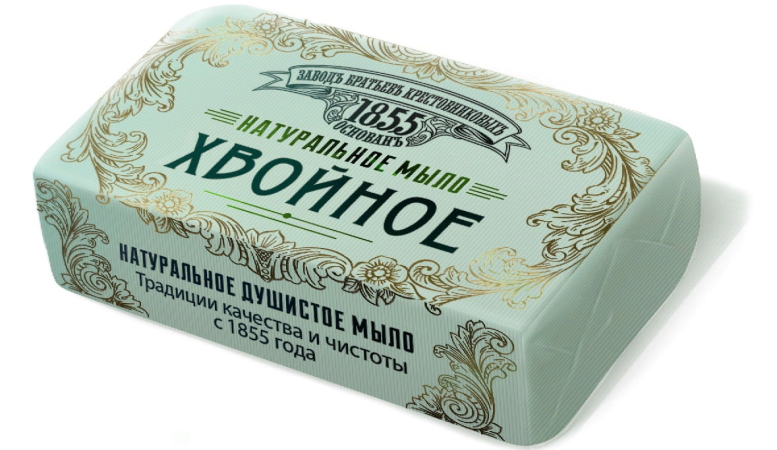 ЗАВОДЪ БРАТЬЕВЪ КРЕСТОВНИКОВЫХЪ
1855
ОСНОВАНЪ
НАТУРАЛЬНОЕ МЫЛО
ХВОЙНОЕ
НАТУРАЛЬНОЕ ДУШИСТОЕ МЫЛО
Традиции качества и чистоты
с 1855 года